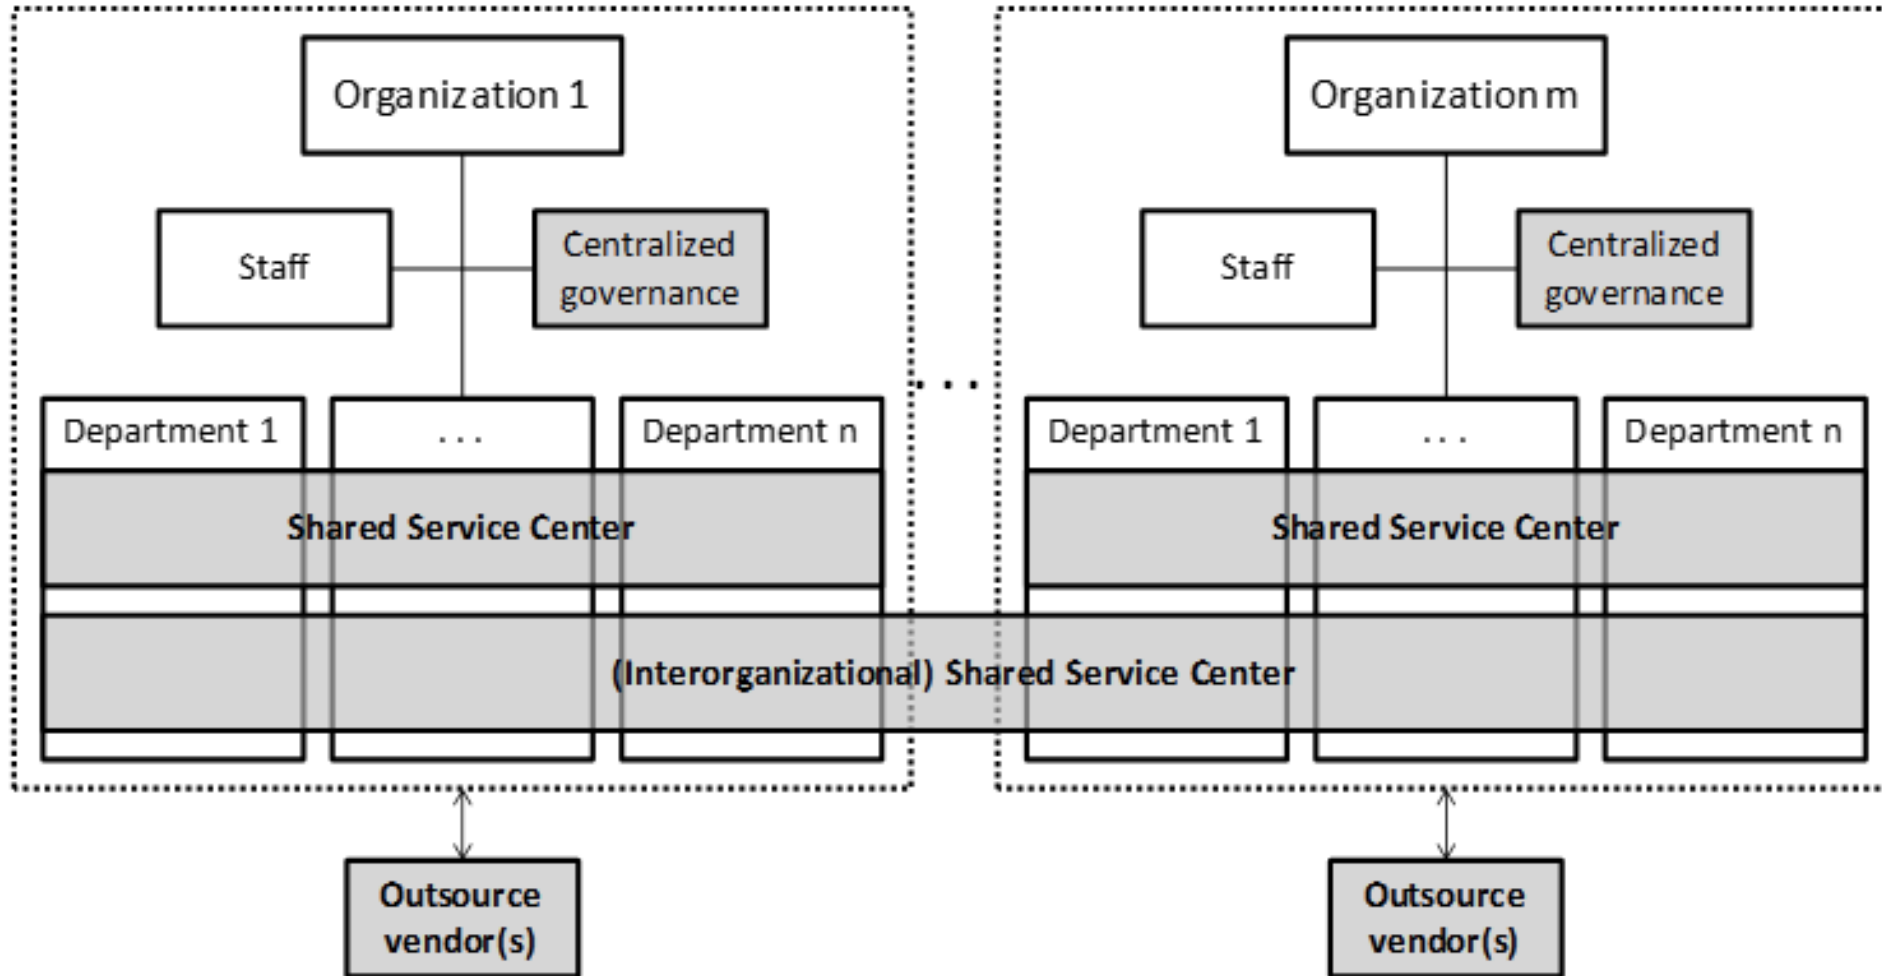 Organization 1
Organization m
Staff
Centralized
governance
Staff
Centralized
governance
...
Department 1
...
Department n
Department 1
...
Department n
Shared Service Center
Shared Service Center
(Interorganizational) Shared Service Center
Outsource
vendor(s)
Outsource
vendor(s)